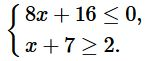 8x + 16 ≤ 0,
x + 7 ≥ 2.